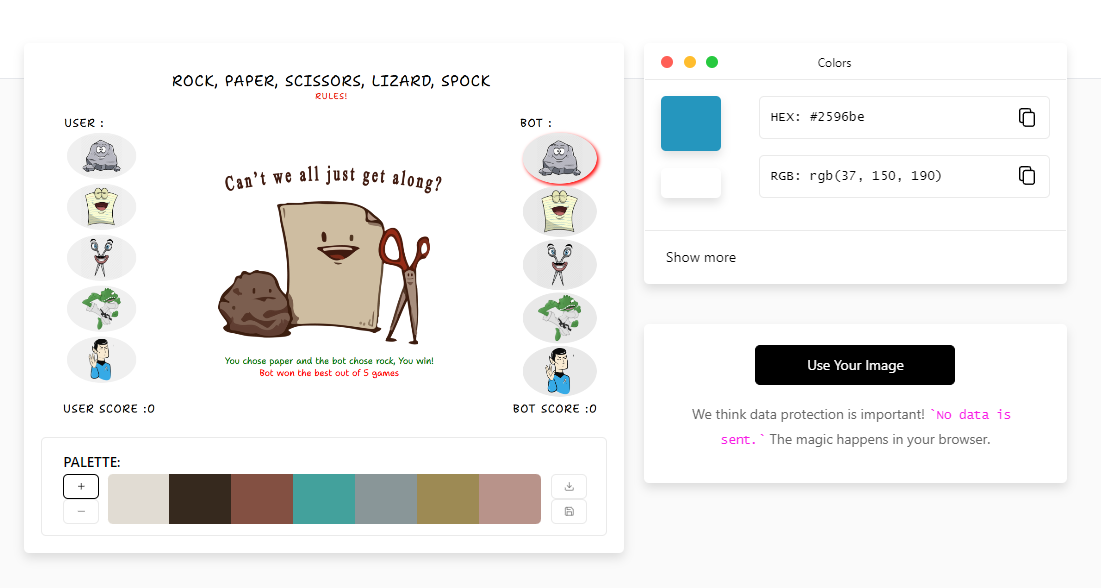 ROCK, PAPER, SCISSORS, LIZARD, SPOCK
RULES!
USER :
BOT :
Can't we all just get along?
You chose paper and the bot chose rock, You win!
Bot won the best out of 5 games
USER SCORE :0
BOT SCORE :0
PALETTE:
+
−
Colors
HEX: #2596be
RGB: rgb(37, 150, 190)
Show more
Use Your Image
We think data protection is important! `No data is
sent.` The magic happens in your browser.